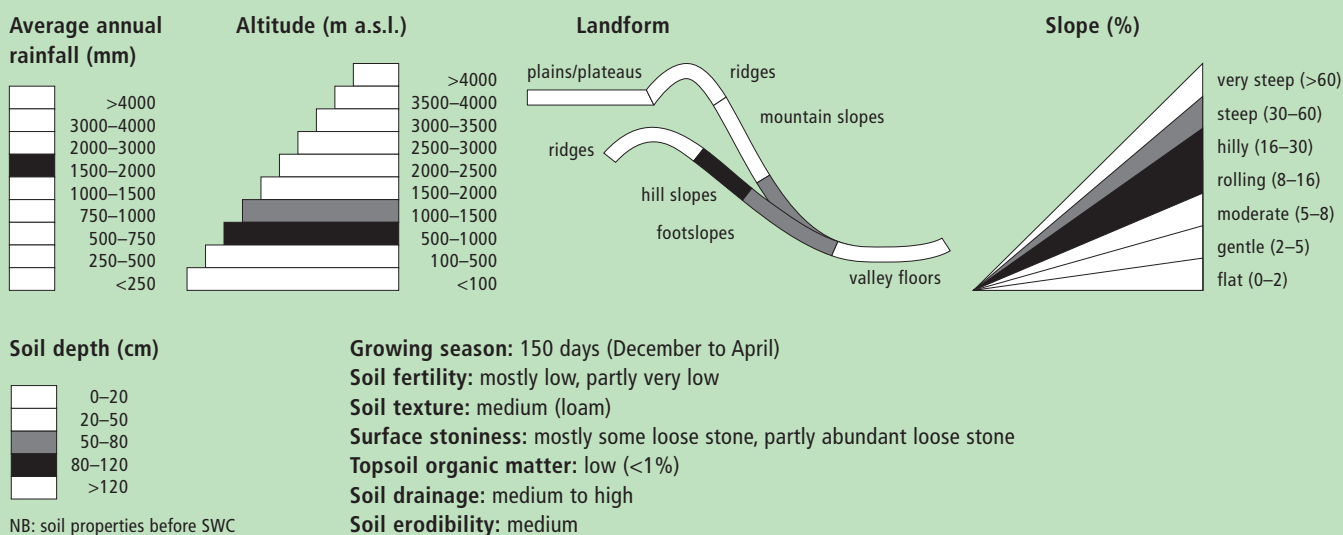 Average annual
rainfall (mm)
>4000
3000–4000
2000–3000
1500–2000
1000–1500
750–1000
500–750
250–500
<250
Altitude (m a.s.l.)
>4000
3500–4000
3000–3500
2500–3000
2000–2500
1500–2000
1000–1500
500–1000
100–500
<100
Landform
plains/plateaus
ridges
mountain slopes
ridges
hill slopes
footslopes
valley floors
Slope (%)
very steep (>60)
steep (30–60)
hilly (16–30)
rolling (8–16)
moderate (5–8)
gentle (2–5)
flat (0–2)
Soil depth (cm)
0–20
20–50
50–80
80–120
>120
NB: soil properties before SWC
Growing season: 150 days (December to April)
Soil fertility: mostly low, partly very low
Soil texture: medium (loam)
Surface stoniness: mostly some loose stone, partly abundant loose stone
Topsoil organic matter: low (<1%)
Soil drainage: medium to high
Soil erodibility: medium